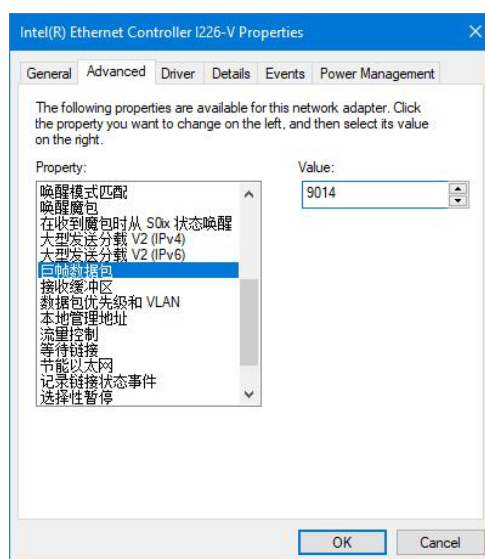 Intel(R) Ethernet Controller I226-V Properties
General Advanced Driver Details Events Power Management
The following properties are available for this network adapter. Click
the property you want to change on the left, and then select its value
on the right.
Property:
Value:
唤醒模式匹配
9014
唤醒魔包
在收到魔包时从 S0ix 状态唤醒
大型发送分载 V2 (IPv4)
大型发送分载 V2 (IPv6)
巨帧数据包
接收缓冲区
数据包优先级和 VLAN
本地管理地址
流量控制
等待链接
节能以太网
记录链接状态事件
选择性暂停
OK
Cancel